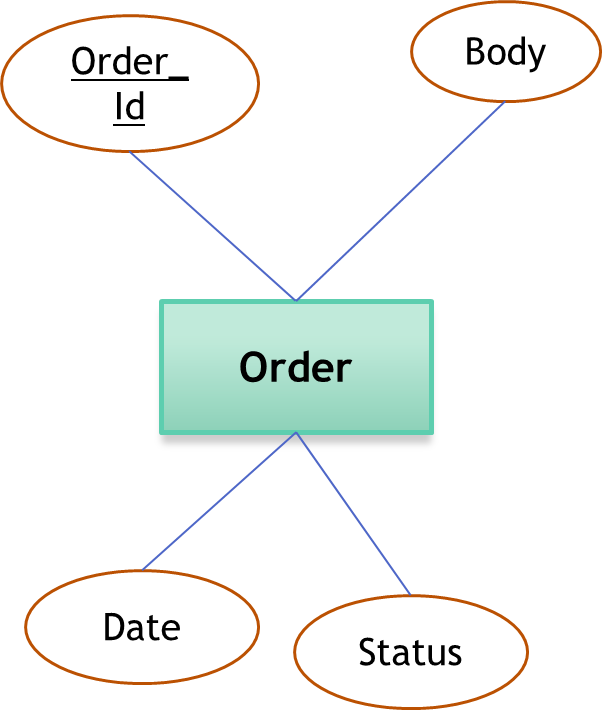 Order_
Id
Body
Order
Date
Status